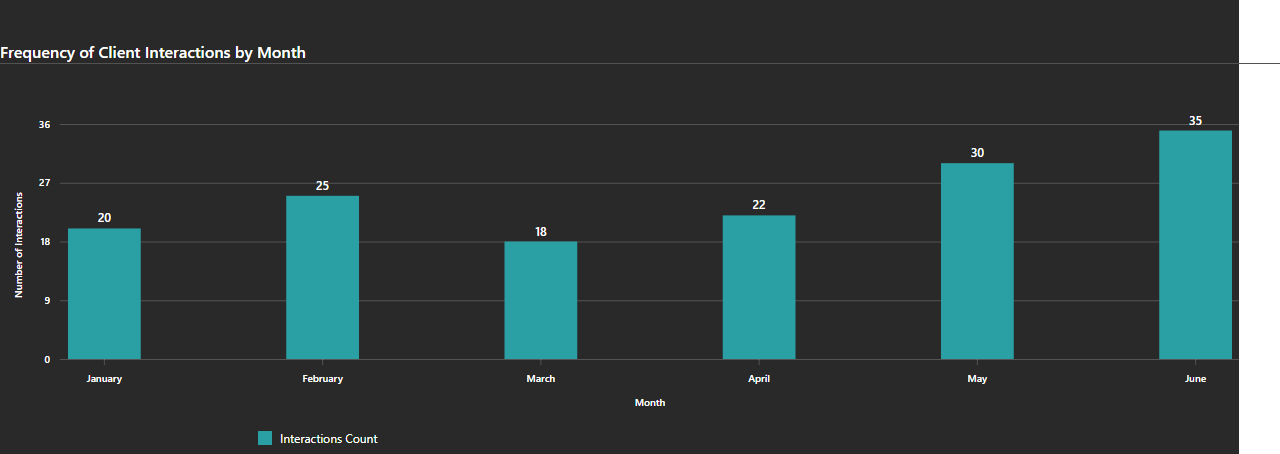 Frequency of Client Interactions by Month
36
27
18
9
0
Number of Interactions
20
25
18
22
30
35
January
February
March
April
May
June
Month
Interactions Count